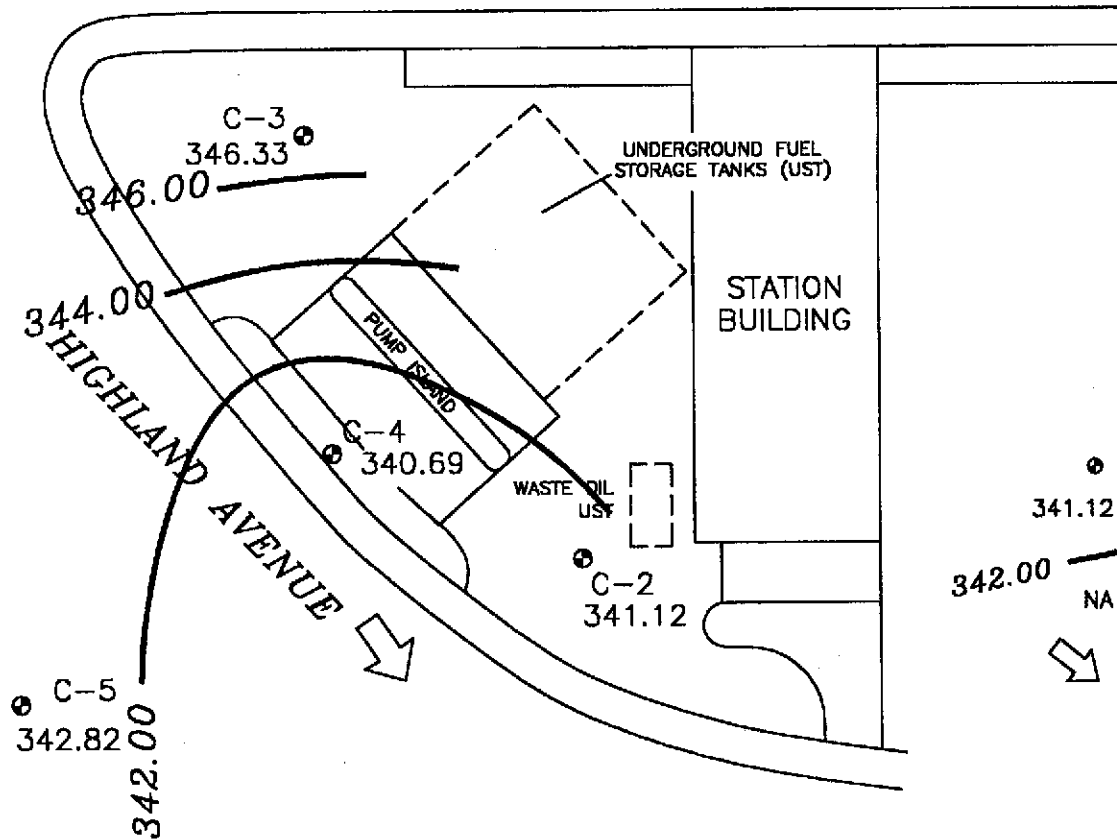 C-3
346.33
346.00
UNDERGROUND FUEL
STORAGE TANKS (UST)
344.00
STATION
BUILDING
PUMP ISLAND
HIGHLAND AVENUE
C-4
340.69
WASTE OIL
UST
341.12
C-2
341.12
342.00
NA
C-5
342.82
342.00